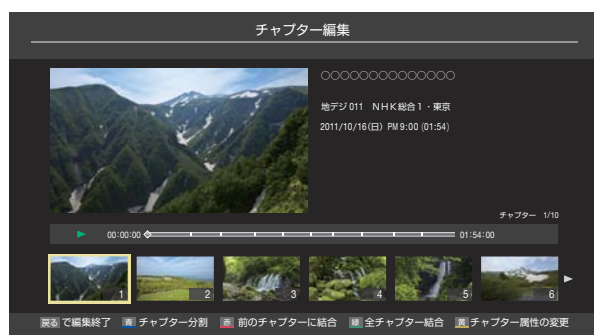 チャプター編集
○○○○○○○○○○○○○○
地デジ011 NHK総合1・東京
2011/10/16(日) PM 9:00 (01:54)
チャプター 1/10
00:00:00 01:54:00
1 2 3 4 5 6
戻る で編集終了 青 チャプター分割 赤 前のチャプターに結合 緑 全チャプター結合 黄 チャプター属性の変更